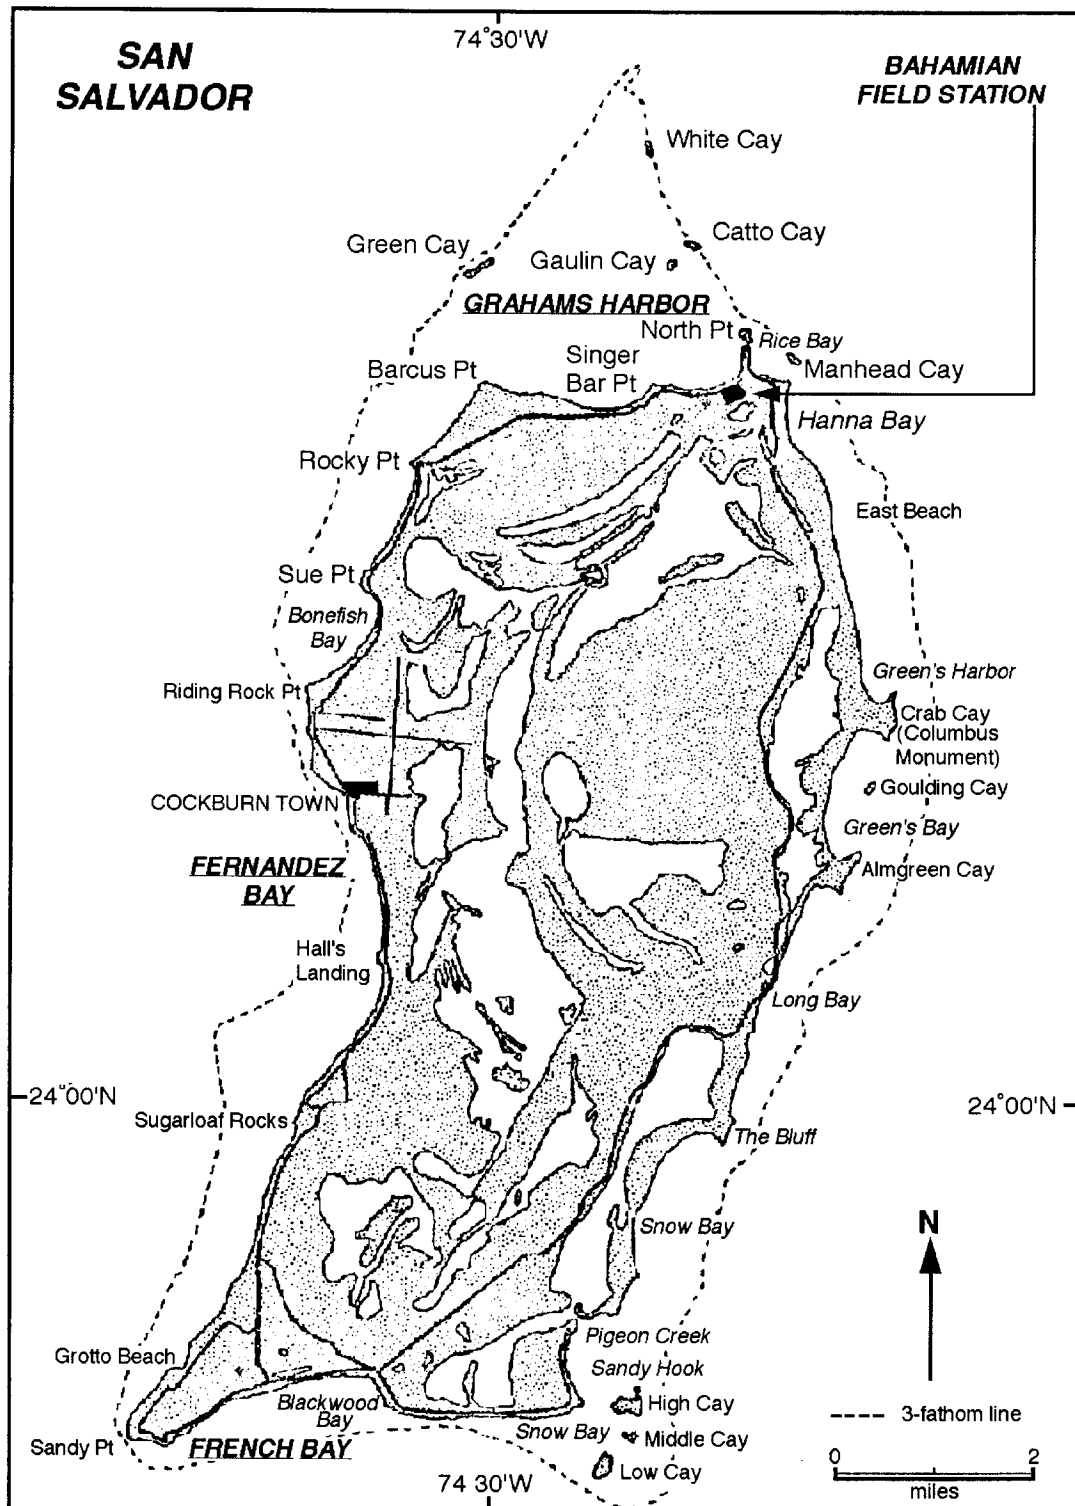 74°30'W
SAN
SALVADOR
BAHAMIAN
FIELD STATION
White Cay
Catto Cay
Green Cay
Gaulin Cay
GRAHAMS HARBOR
North Pt
Rice Bay
Singer
Bar Pt
Barcus Pt
Manhead Cay
Hanna Bay
Rocky Pt
East Beach
Sue Pt
Bonefish
Bay
Green's Harbor
Riding Rock Pt
Crab Cay
(Columbus
Monument)
Goulding Cay
COCKBURN TOWN
Green's Bay
FERNANDEZ
BAY
Almgreen Cay
Hall's
Landing
Long Bay
24°00'N
24°00'N
Sugarloaf Rocks
The Bluff
N
Snow Bay
Pigeon Creek
Grotto Beach
Sandy Hook
Blackwood
Bay
High Cay
3-fathom line
Snow Bay
Middle Cay
Sandy Pt
FRENCH BAY
Low Cay
0 2
miles
74 30'W